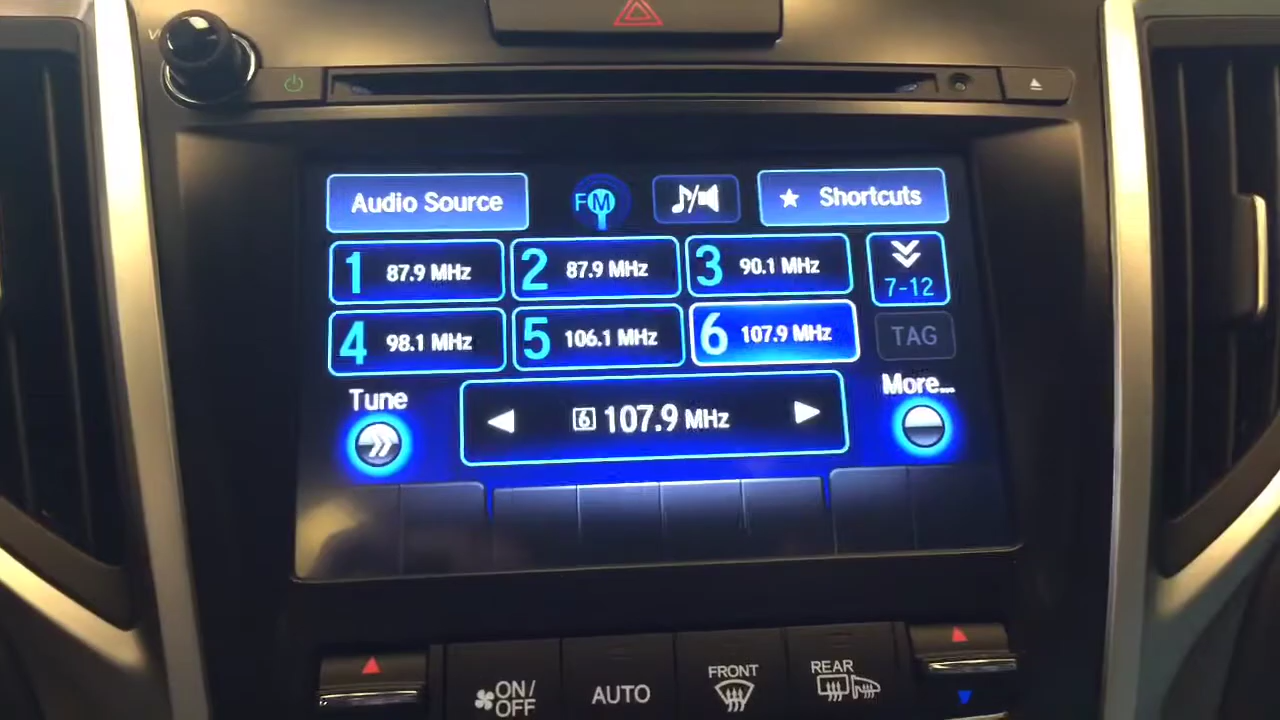 Audio Source FM Shortcuts
1 87.9 MHz 2 87.9 MHz 3 90.1 MHz 7-12
4 98.1 MHz 5 106.1 MHz 6 107.9 MHz TAG
Tune More...
6 107.9 MHz
ON/
OFF
AUTO
FRONT
REAR